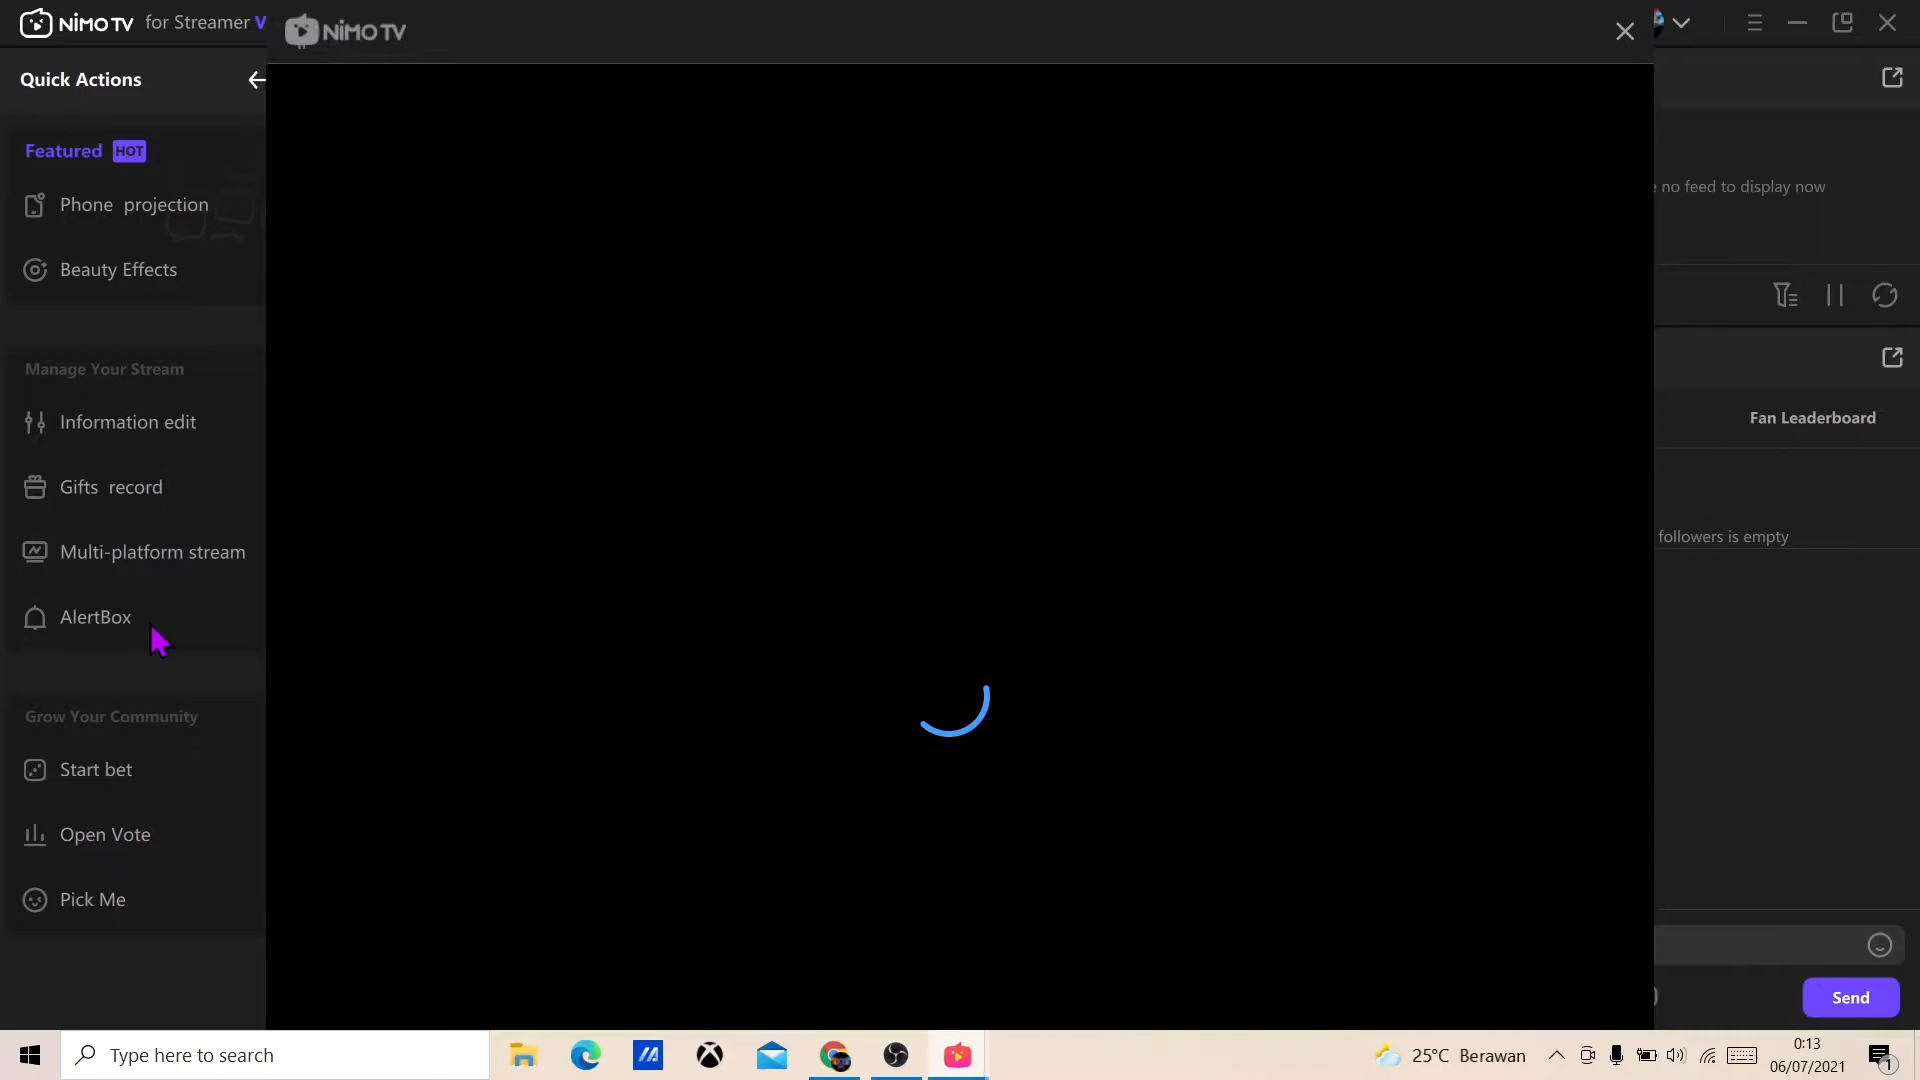 NiMO TV for Streamer V
NiMO TV
Quick Actions
Featured HOT
Phone projection
Beauty Effects
Manage Your Stream
Information edit
Gifts record
Multi-platform stream
AlertBox
Grow Your Community
Start bet
Open Vote
Pick Me
no feed to display now
Fan Leaderboard
followers is empty
Send
Type here to search
25°C Berawan
0:13
06/07/2021
1